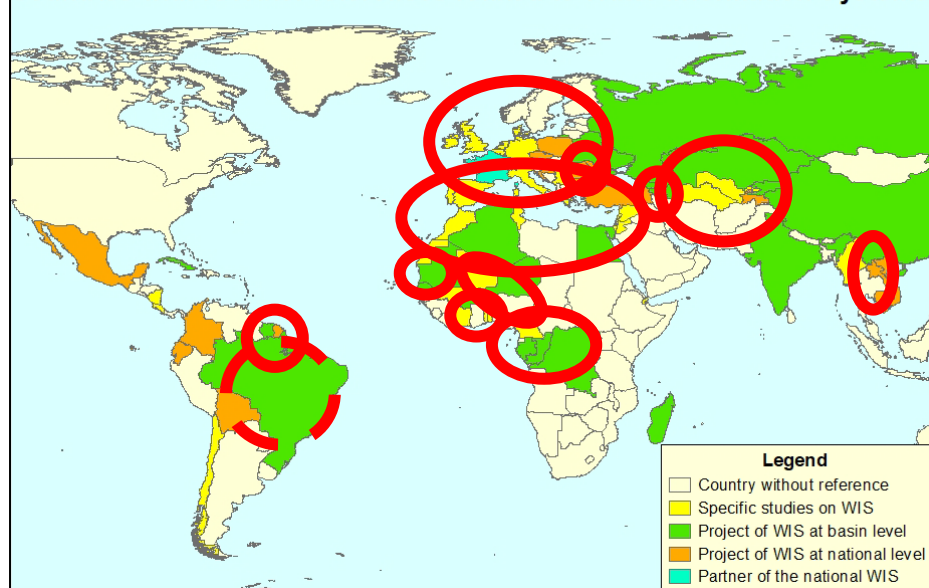 Legend
Country without reference
Specific studies on WIS
Project of WIS at basin level
Project of WIS at national level
Partner of the national WIS